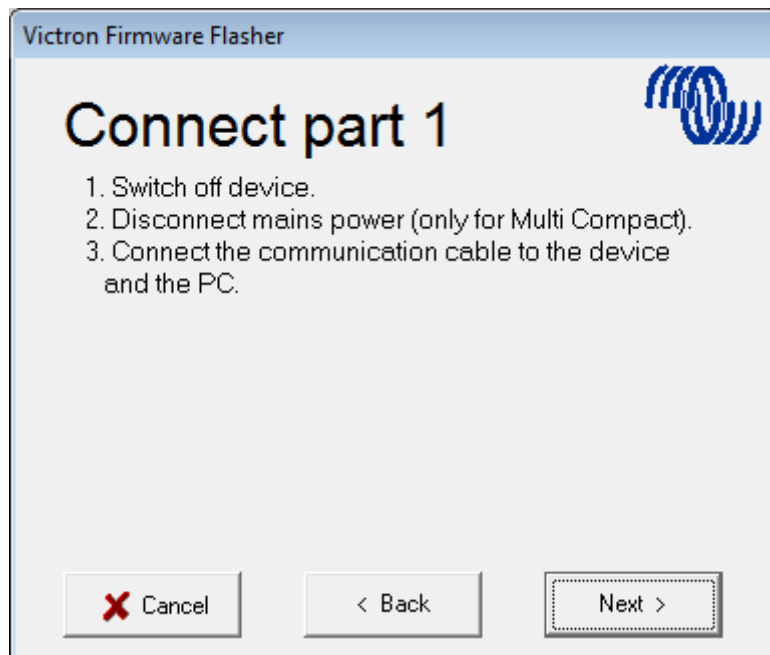 Victron Firmware Flasher
Connect part 1
1. Switch off device.
2. Disconnect mains power (only for Multi Compact).
3. Connect the communication cable to the device
and the PC.
Cancel
< Back
Next >